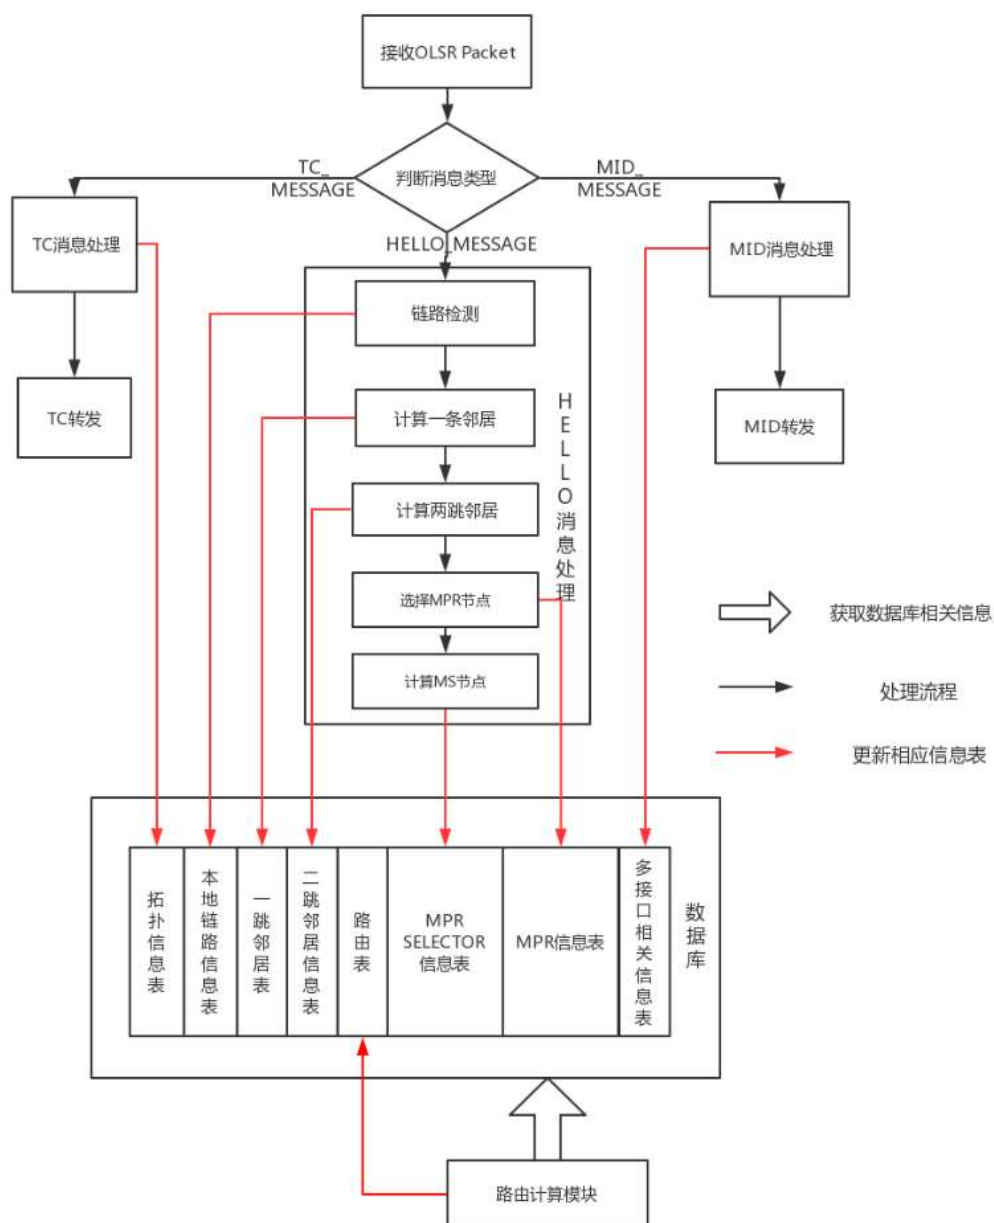 接收OLSR Packet
判断消息类型
TC_
MESSAGE
MID_
MESSAGE
HELLO_MESSAGE
TC消息处理
MID消息处理
TC转发
MID转发
链路检测
计算一条邻居
计算两跳邻居
选择MPR节点
计算MS节点
HELLO消息处理
获取数据库相关信息
处理流程
更新相应信息表
拓扑信息表
本地链路信息表
一跳邻居表
二跳邻居信息表
路由表
MPR
SELECTOR
信息表
MPR信息表
多接口相关信息表
数据库
路由计算模块